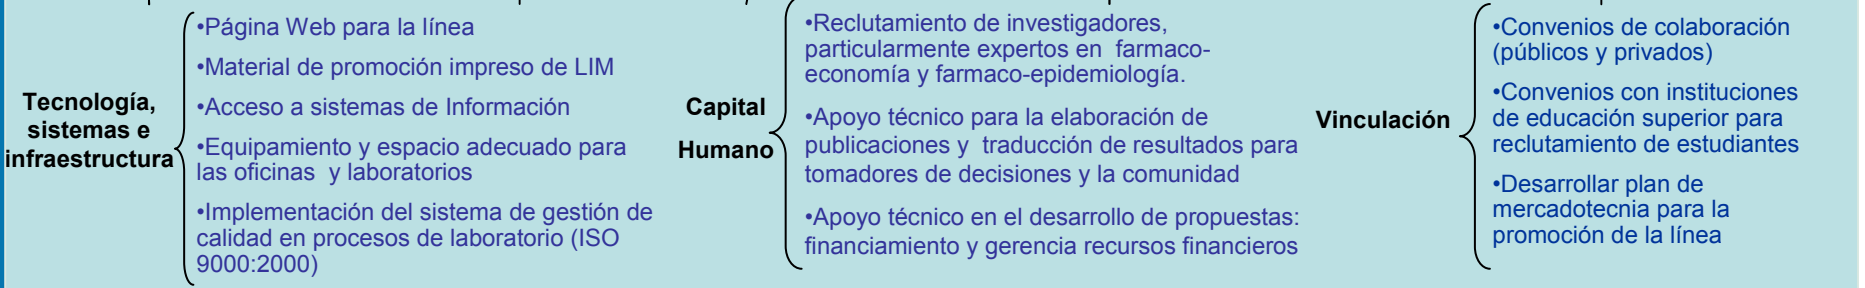 Tecnología,
sistemas e
infraestructura
•Página Web para la línea
•Material de promoción impreso de LIM
•Acceso a sistemas de Información
•Equipamiento y espacio adecuado para
las oficinas y laboratorios
•Implementación del sistema de gestión de
calidad en procesos de laboratorio (ISO
9000:2000)
Capital
Humano
•Reclutamiento de investigadores,
particularmente expertos en farmaco-
economía y farmaco-epidemiología.
•Apoyo técnico para la elaboración de
publicaciones y traducción de resultados para
tomadores de decisiones y la comunidad
•Apoyo técnico en el desarrollo de propuestas:
financiamiento y gerencia recursos financieros
Vinculación
•Convenios de colaboración
(públicos y privados)
•Convenios con instituciones
de educación superior para
reclutamiento de estudiantes
•Desarrollar plan de
mercadotecnia para la
promoción de la línea